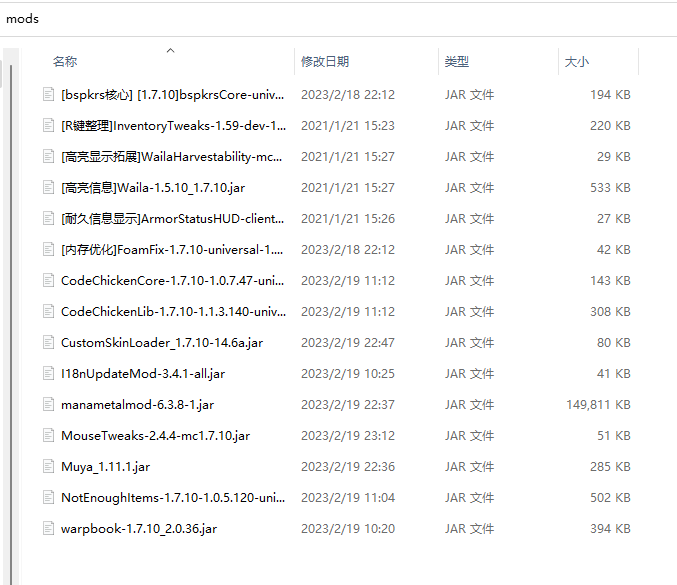 mods
名称 修改日期 类型 大小
[bspkrs核心] [1.7.10]bspkrsCore-univ... 2023/2/18 22:12 JAR 文件 194 KB
[R键整理]InventoryTweaks-1.59-dev-1... 2021/1/21 15:23 JAR 文件 220 KB
[高亮显示拓展]WailaHarvestability-mc... 2021/1/21 15:27 JAR 文件 29 KB
[高亮信息]Waila-1.5.10_1.7.10.jar 2021/1/21 15:27 JAR 文件 533 KB
[耐久信息显示]ArmorStatusHUD-client... 2021/1/21 15:26 JAR 文件 27 KB
[内存优化]FoamFix-1.7.10-universal-1.... 2023/2/18 22:12 JAR 文件 42 KB
CodeChickenCore-1.7.10-1.0.7.47-uni... 2023/2/19 11:12 JAR 文件 143 KB
CodeChickenLib-1.7.10-1.1.3.140-univ... 2023/2/19 11:12 JAR 文件 308 KB
CustomSkinLoader_1.7.10-14.6a.jar 2023/2/19 22:47 JAR 文件 80 KB
I18nUpdateMod-3.4.1-all.jar 2023/2/19 10:25 JAR 文件 41 KB
manametalmod-6.3.8-1.jar 2023/2/19 22:37 JAR 文件 149,811 KB
MouseTweaks-2.4.4-mc1.7.10.jar 2023/2/19 23:12 JAR 文件 51 KB
Muya_1.11.1.jar 2023/2/19 22:36 JAR 文件 285 KB
NotEnoughItems-1.7.10-1.0.5.120-uni... 2023/2/19 11:04 JAR 文件 502 KB
warpbook-1.7.10_2.0.36.jar 2023/2/19 10:20 JAR 文件 394 KB